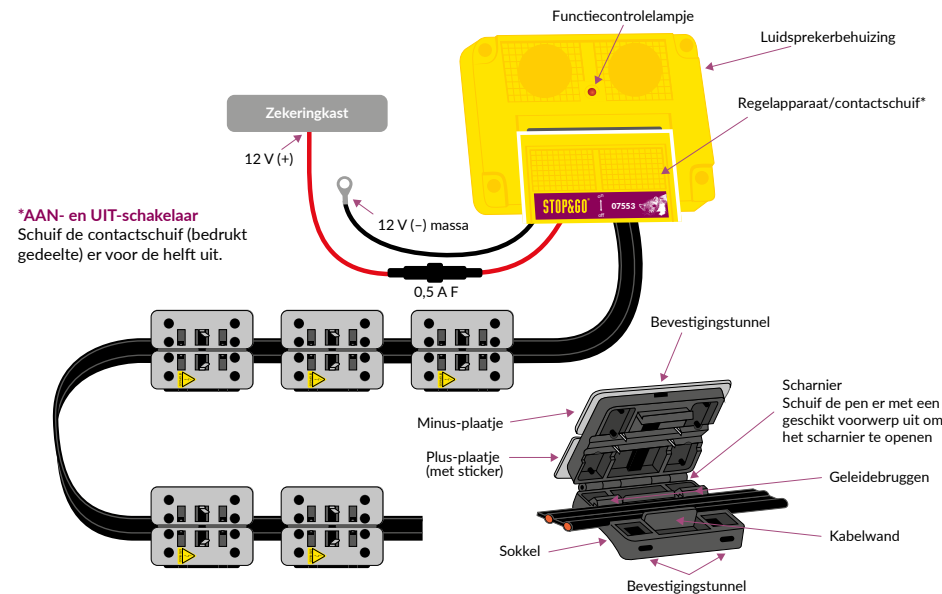 Functiecontrolelampje
Luidsprekerbehuizing
Regelapparaat/contactschuif*
Zekeringkast
12 V (+)
12 V (–) massa
STOP&GO®
07553
*AAN- en UIT-schakelaar
Schuif de contactschuif (bedrukt
gedeelte) er voor de helft uit.
0,5 A F
Bevestigingstunnel
Minus-plaatje
Plus-plaatje
(met sticker)
Scharnier
Schuif de pen er met een
geschikt voorwerp uit om
het scharnier te openen
Geleidebruggen
Kabelwand
Sokkel
Bevestigingstunnel